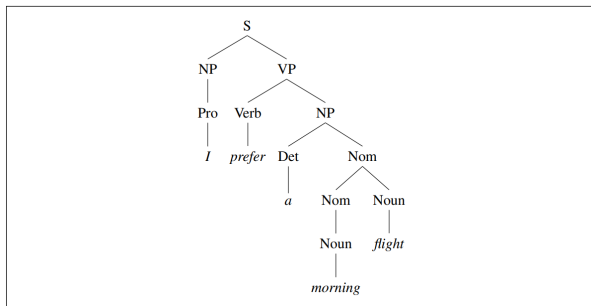 S
NP VP
Pro Verb NP
I prefer Det Nom
a Nom Noun
Noun flight
morning